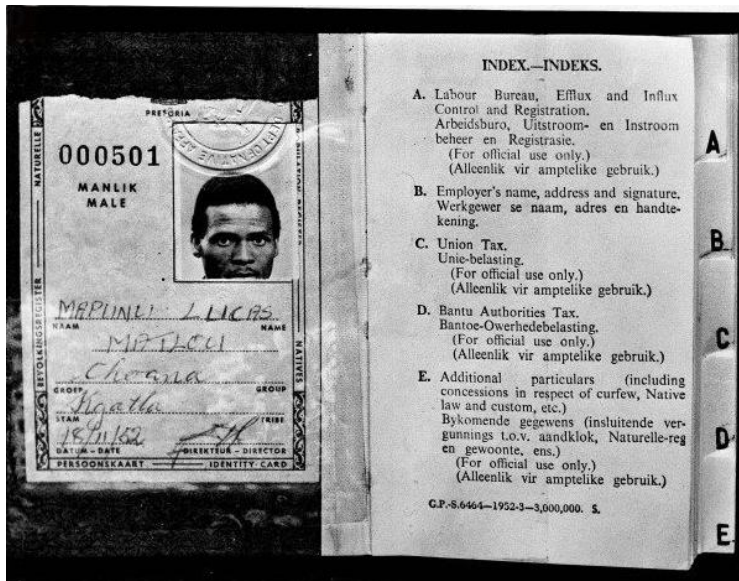 PRETORIA
DEPT OF NATIVE AFF
NATURELLE
BEVOLKINGSREGISTER
NATIVES
000501
MANLIK
MALE
LUCAS
NAAM NAME
GROEP GROUP
Kgatla
STAM TRIBE
18/11/52
DATUM - DATE DIREKTEUR - DIRECTOR
PERSOONSKAART IDENTITY CARD
INDEX.—INDEKS.
A. Labour Bureau, Efflux and Influx
Control and Registration.
Arbeidsburo, Uitstroom- en Instroom
beheer en Registrasie.
(For official use only.)
(Alleenlik vir amptelike gebruik.)
B. Employer's name, address and signature.
Werkgewer se naam, adres en handte-
kening.
C. Union Tax.
Unie-belasting.
(For official use only.)
(Alleenlik vir amptelike gebruik.)
D. Bantu Authorities Tax.
Bantoe-Owerhedebelasting.
(For official use only.)
(Alleenlik vir amptelike gebruik.)
E. Additional particulars (including
concessions in respect of curfew, Native
law and custom, etc.)
Bykomende gegewens (insluitende ver-
gunnings t.o.v. aandklok, Naturelle-reg
en gewoonte, ens.)
(For official use only.)
(Alleenlik vir amptelike gebruik.)
G.P.-S.6464—1952-3—3,000,000. S.
A
B
C
D
E